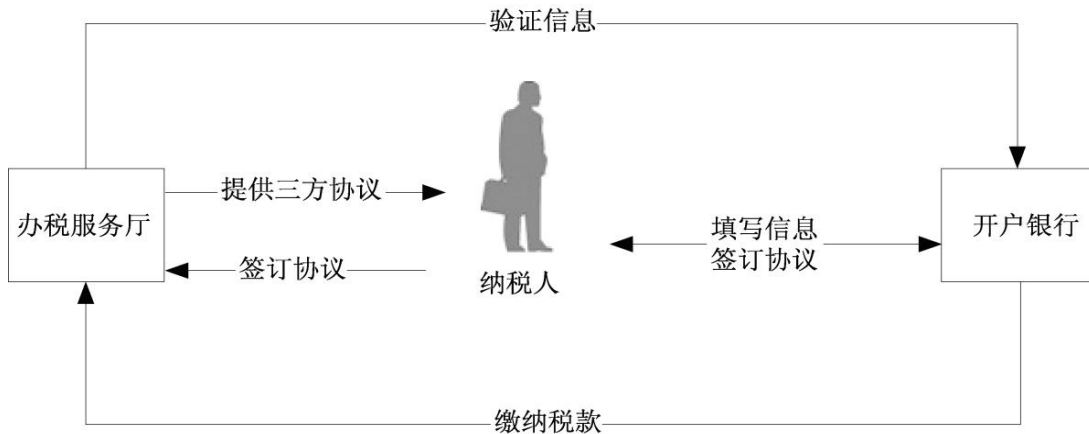 验证信息
提供三方协议
办税服务厅
签订协议
纳税人
填写信息
签订协议
开户银行
缴纳税款